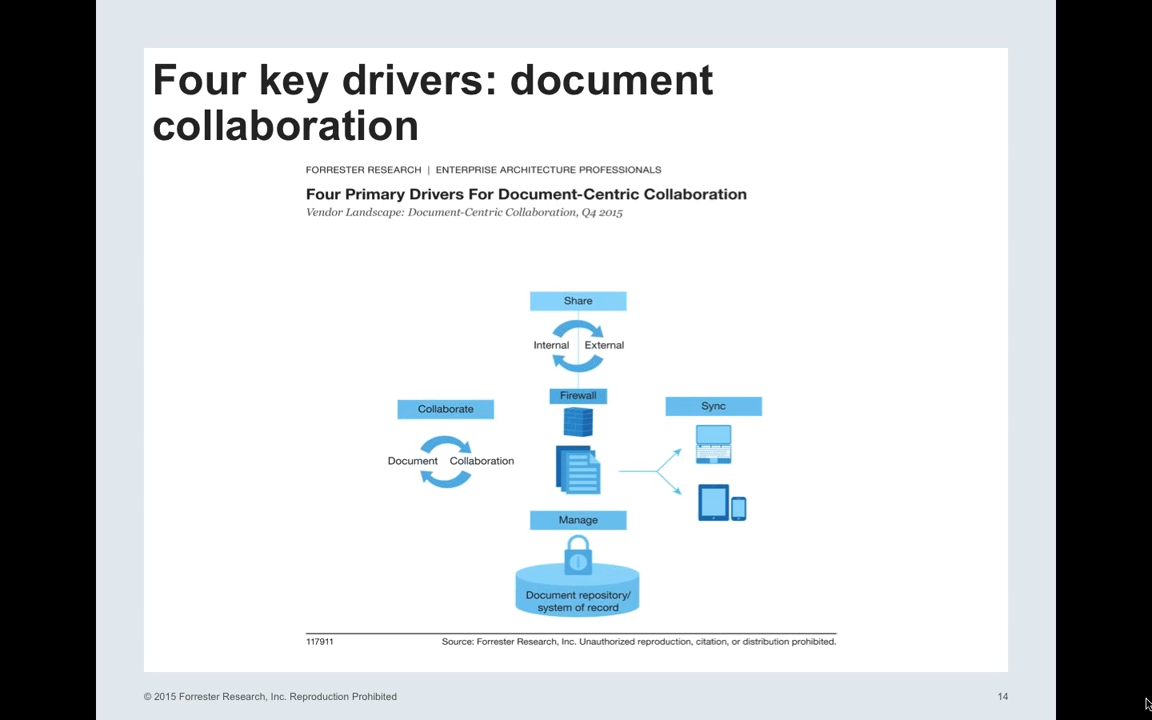 Four key drivers: document
collaboration
FORRESTER RESEARCH | ENTERPRISE ARCHITECTURE PROFESSIONALS
Four Primary Drivers For Document-Centric Collaboration
Vendor Landscape: Document-Centric Collaboration, Q4 2015
Share
Internal External
Firewall
Collaborate
Sync
Document Collaboration
Manage
Document repository/
system of record
117911 Source: Forrester Research, Inc. Unauthorized reproduction, citation, or distribution prohibited.
© 2015 Forrester Research, Inc. Reproduction Prohibited 14